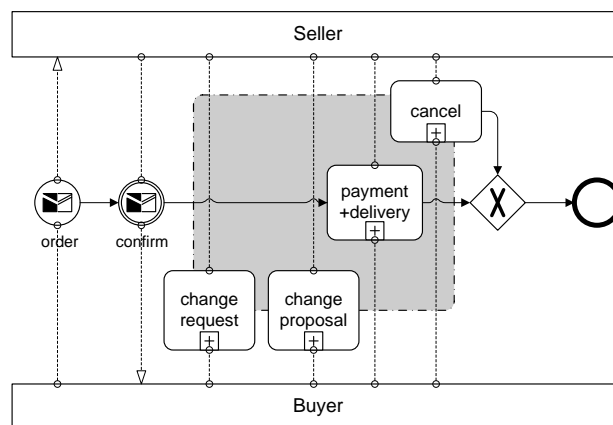 Seller
cancel
payment
+delivery
order
confirm
change
request
change
proposal
Buyer